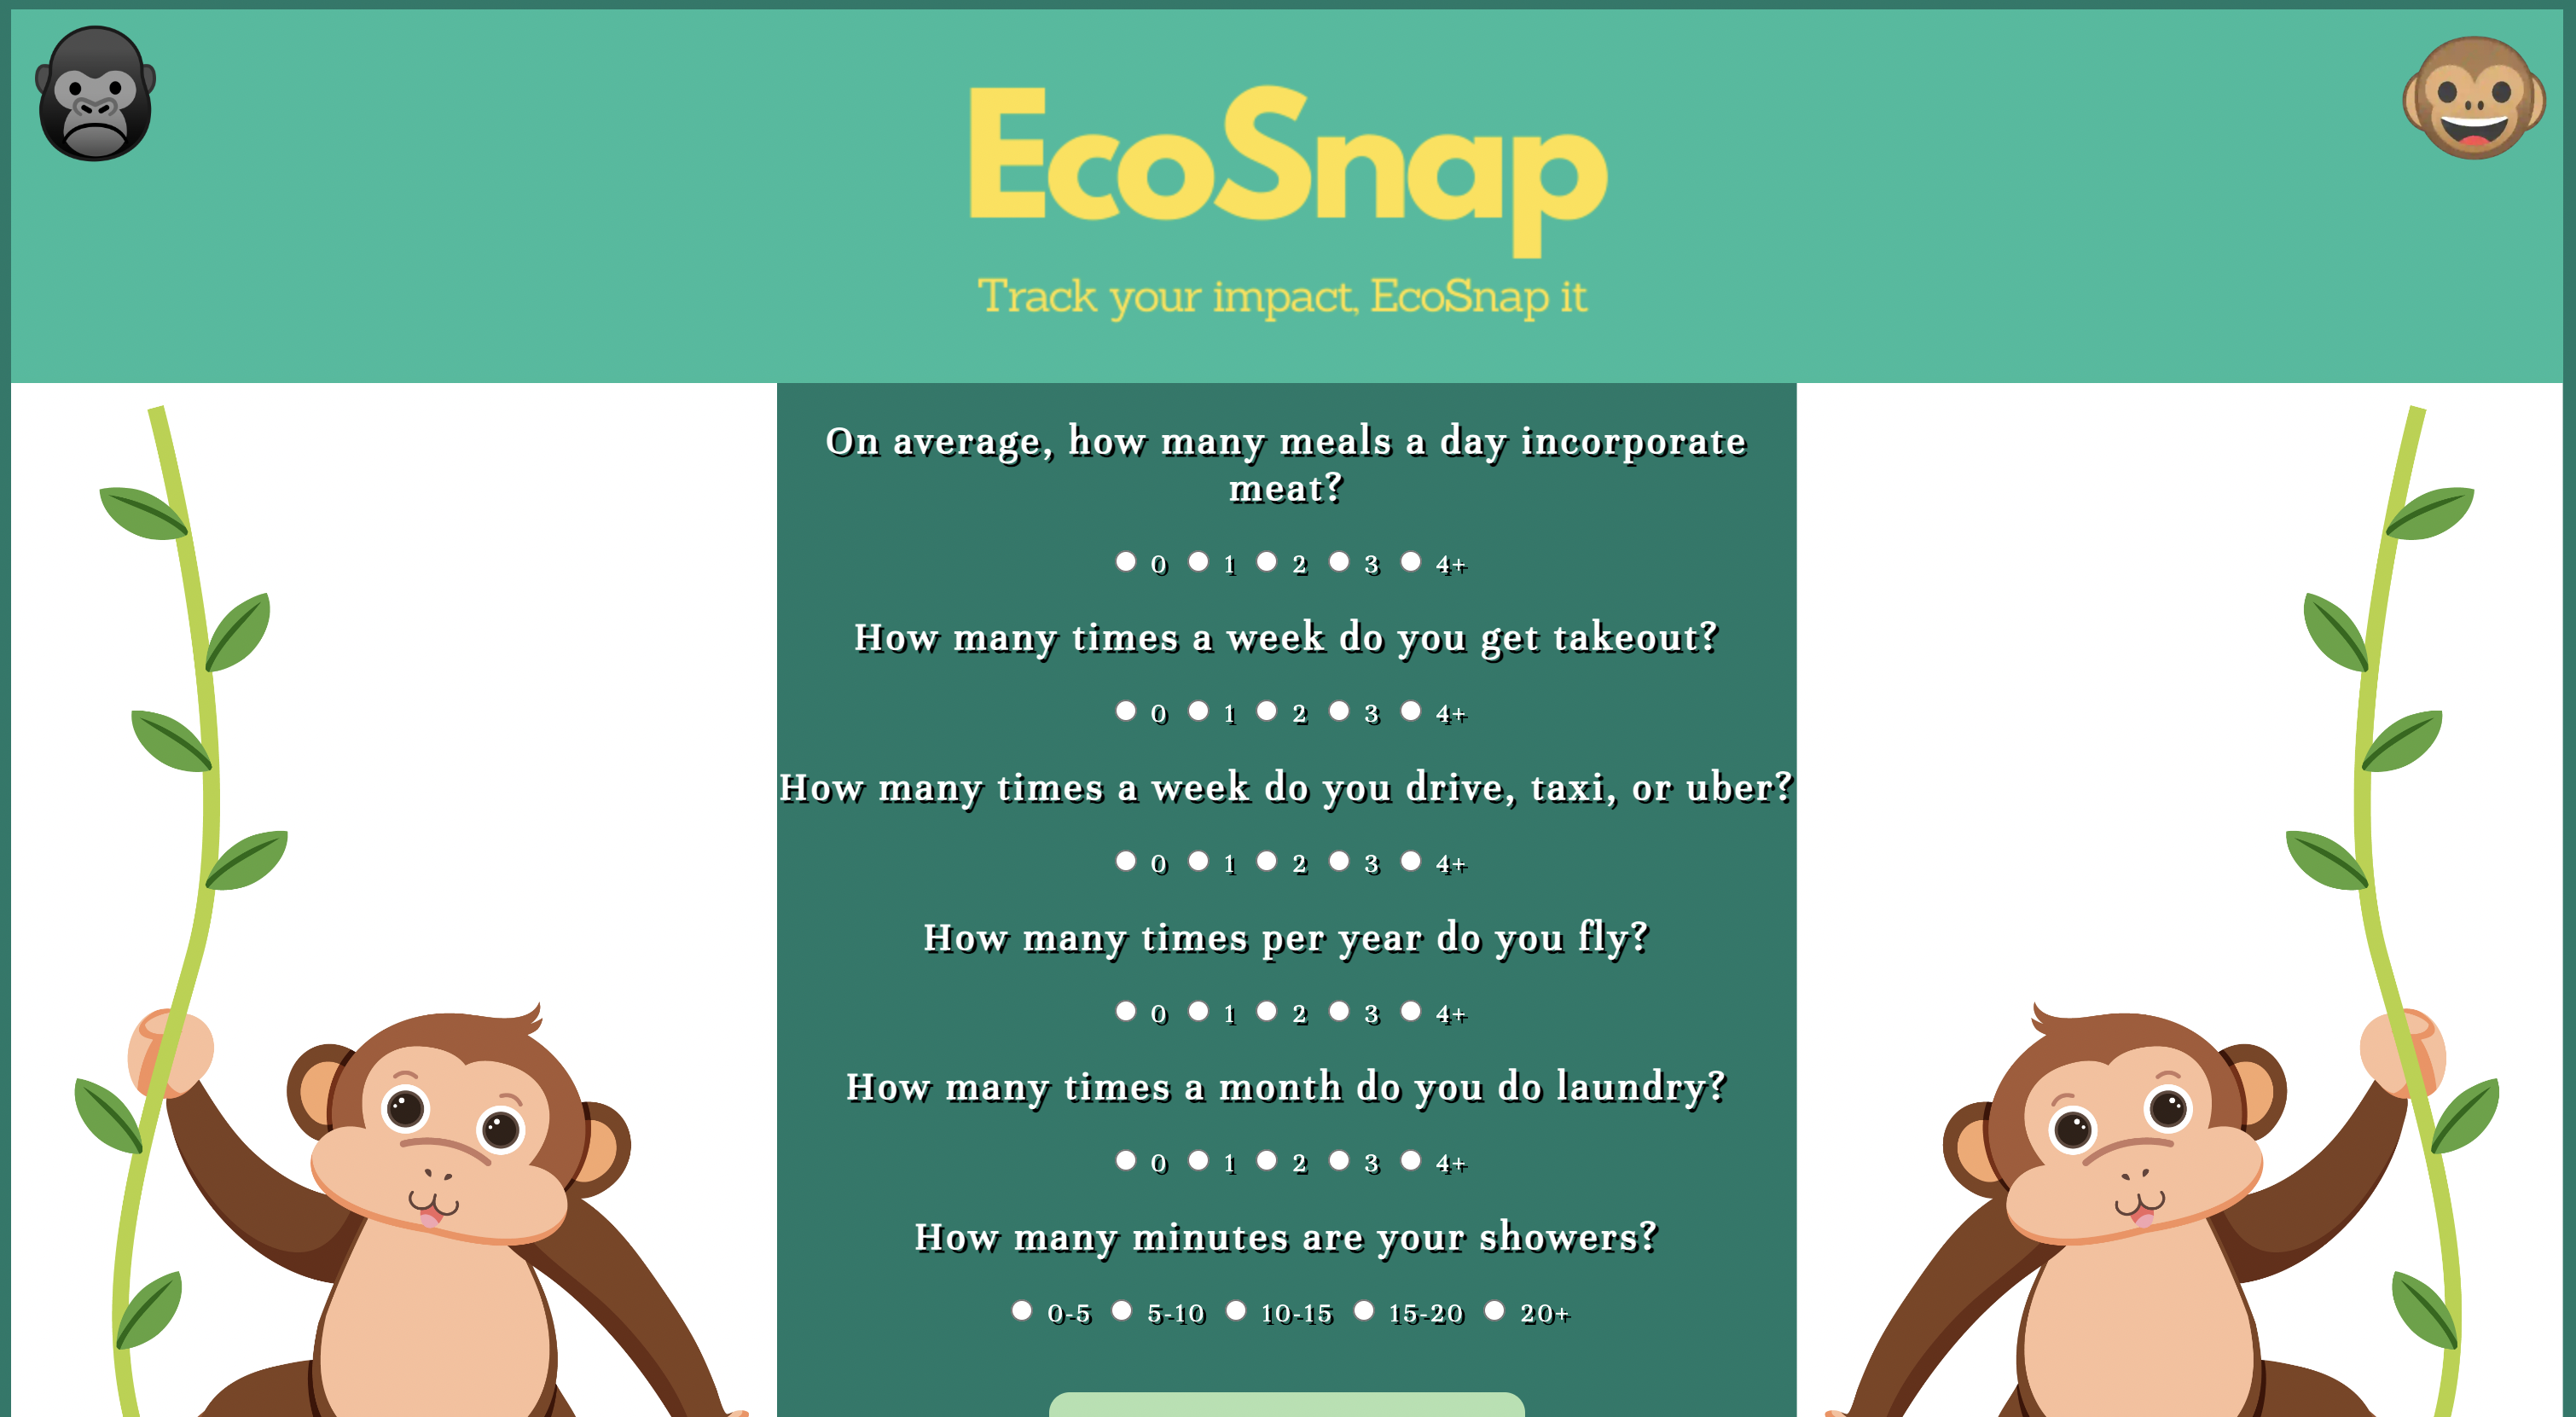 EcoSnap
Track your impact, EcoSnap it
On average, how many meals a day incorporate
meat?
0 1 2 3 4+
How many times a week do you get takeout?
0 1 2 3 4+
How many times a week do you drive, taxi, or uber?
0 1 2 3 4+
How many times per year do you fly?
0 1 2 3 4+
How many times a month do you do laundry?
0 1 2 3 4+
How many minutes are your showers?
0-5 5-10 10-15 15-20 20+